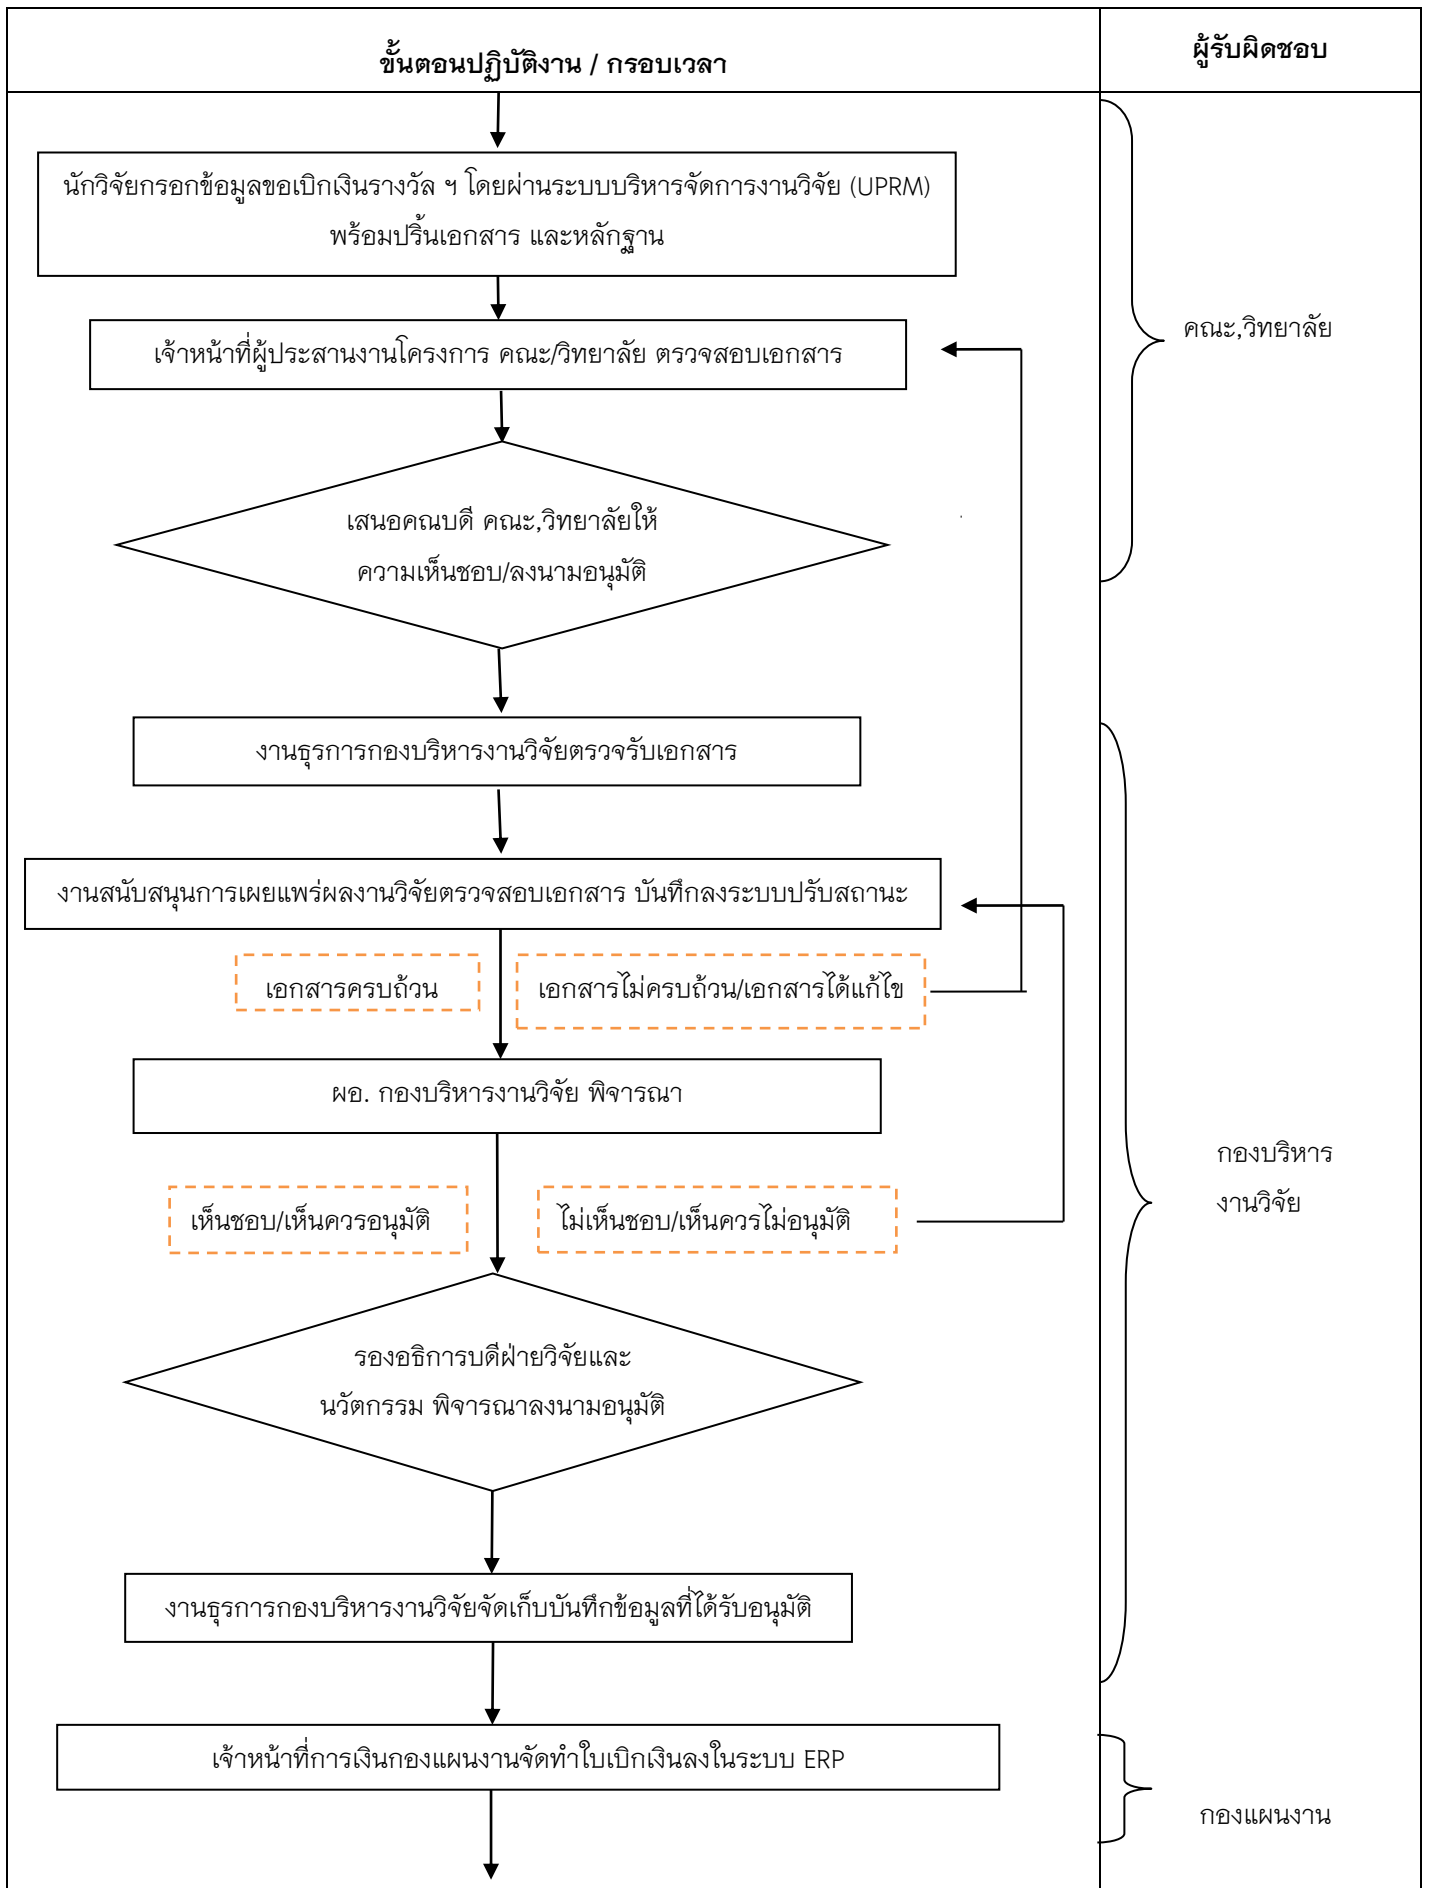 ขั้นตอนปฏิบัติงาน / กรอบเวลา
ผู้รับผิดชอบ
นักวิจัยกรอกข้อมูลขอเบิกเงินรางวัล ฯ โดยผ่านระบบบริหารจัดการงานวิจัย (UPRM)
พร้อมปริ้นเอกสาร และหลักฐาน
เจ้าหน้าที่ผู้ประสานงานโครงการ คณะ/วิทยาลัย ตรวจสอบเอกสาร
คณะ,วิทยาลัย
เสนอคณบดี คณะ,วิทยาลัยให้
ความเห็นชอบ/ลงนามอนุมัติ
งานธุรการกองบริหารงานวิจัยตรวจรับเอกสาร
งานสนับสนุนการเผยแพร่ผลงานวิจัยตรวจสอบเอกสาร บันทึกลงระบบปรับสถานะ
เอกสารครบถ้วน
เอกสารไม่ครบถ้วน/เอกสารได้แก้ไข
ผอ. กองบริหารงานวิจัย พิจารณา
กองบริหาร
งานวิจัย
เห็นชอบ/เห็นควรอนุมัติ
ไม่เห็นชอบ/เห็นควรไม่อนุมัติ
รองอธิการบดีฝ่ายวิจัยและ
นวัตกรรม พิจารณาลงนามอนุมัติ
งานธุรการกองบริหารงานวิจัยจัดเก็บบันทึกข้อมูลที่ได้รับอนุมัติ
เจ้าหน้าที่การเงินกองแผนงานจัดทำใบเบิกเงินลงในระบบ ERP
กองแผนงาน